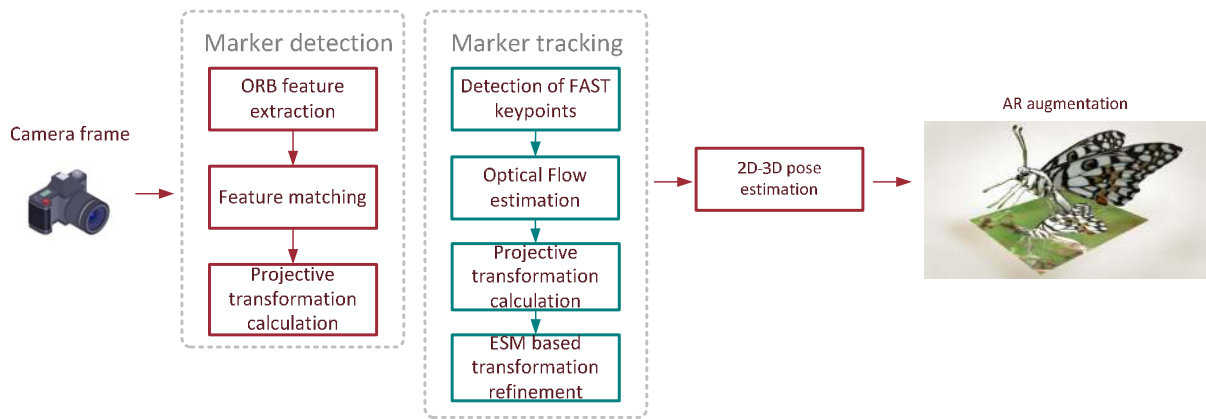 Camera frame
Marker detection
ORB feature
extraction
Feature matching
Projective
transformation
calculation
Marker tracking
Detection of FAST
keypoints
Optical Flow
estimation
Projective
transformation
calculation
ESM based
transformation
refinement
2D-3D pose
estimation
AR augmentation